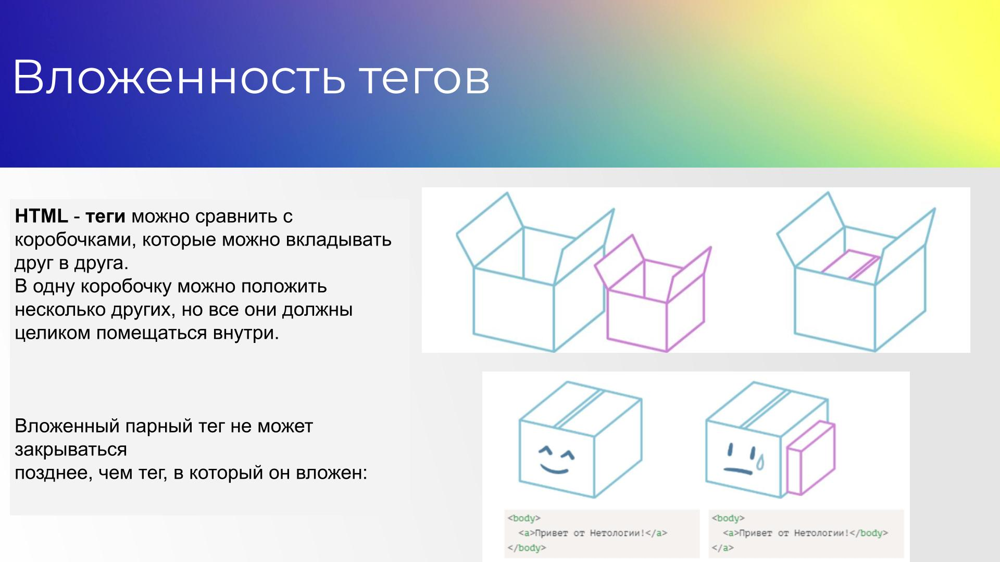 Вложенность тегов
HTML - теги можно сравнить с
коробочками, которые можно вкладывать
друг в друга.
В одну коробочку можно положить
несколько других, но все они должны
целиком помещаться внутри.
Вложенный парный тег не может
закрываться
позднее, чем тег, в который он вложен:
<body>
  <a>Привет от Нетологии!</a>
</body>
<body>
  <a>Привет от Нетологии!</body>
</a>